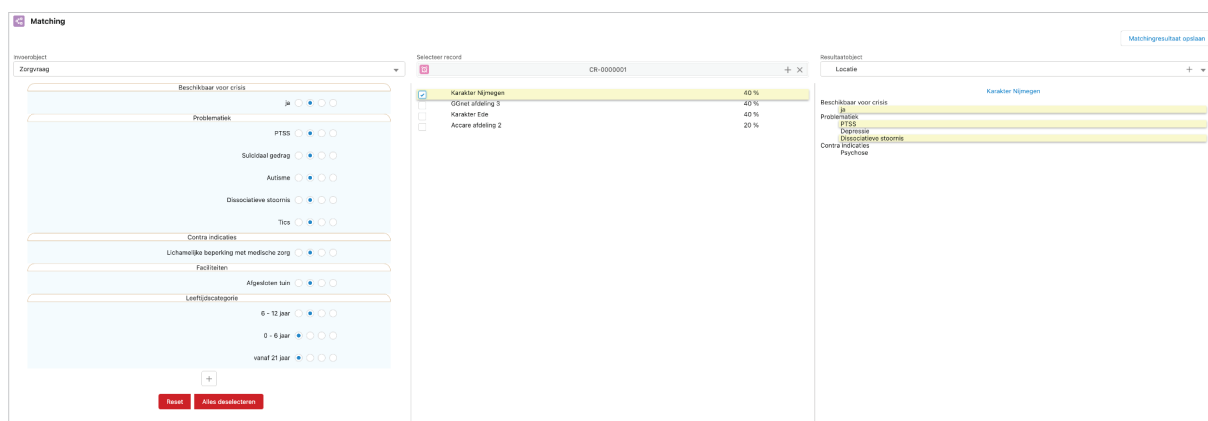 Matching
Matchingresultaat opslaan
Invoerobject
Zorgvraag
Beschikbaar voor crisis
ja
Problematiek
PTSS
Suïcidaal gedrag
Autisme
Dissociatieve stoornis
Tics
Contra indicaties
Lichamelijke beperking met medische zorg
Faciliteiten
Afgesloten tuin
Leeftijdscategorie
6 - 12 jaar
0 - 6 jaar
vanaf 21 jaar
Reset Alles deselecteren
Selecteer record
CR-0000001
Karakter Nijmegen 40 %
GGnet afdeling 3 40 %
Karakter Ede 40 %
Accare afdeling 2 20 %
Resultaatobject
Locatie
Karakter Nijmegen
Beschikbaar voor crisis
ja
Problematiek
PTSS
Depressie
Dissociatieve stoornis
Contra indicaties
Psychose